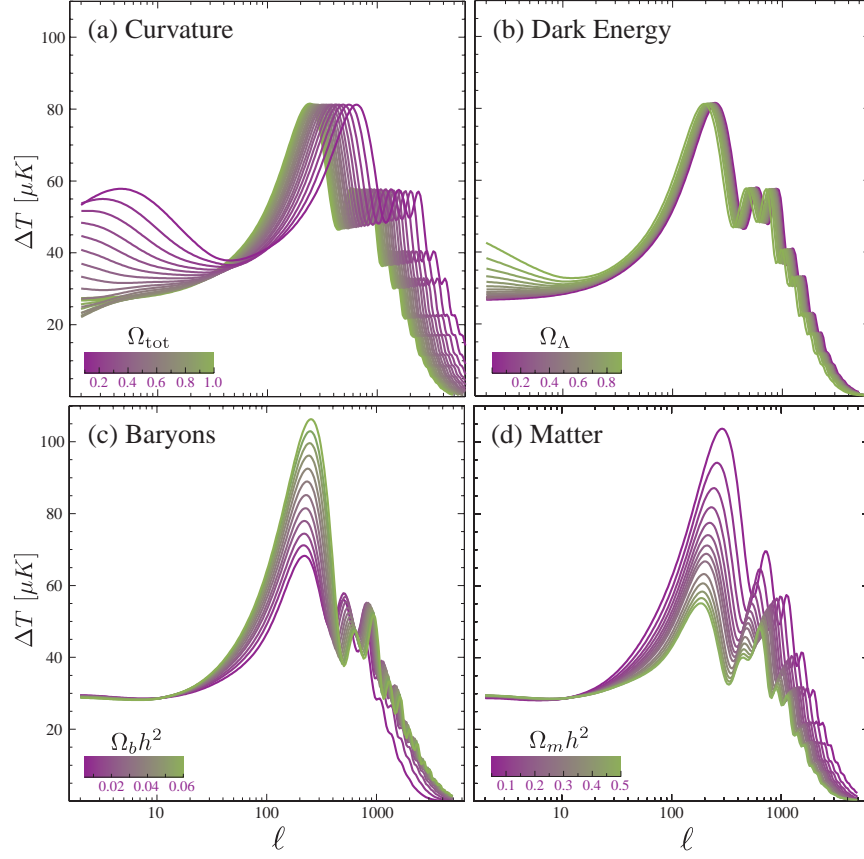 (a) Curvature
(b) Dark Energy
100
80
60
40
20
ΔT [μK]
Ω_tot
0.2 0.4 0.6 0.8 1.0
Ω_Λ
0.2 0.4 0.6 0.8
(c) Baryons
(d) Matter
100
80
60
40
20
ΔT [μK]
Ω_b h²
0.02 0.04 0.06
Ω_m h²
0.1 0.2 0.3 0.4 0.5
10 100 1000
10 100 1000
ℓ
ℓ